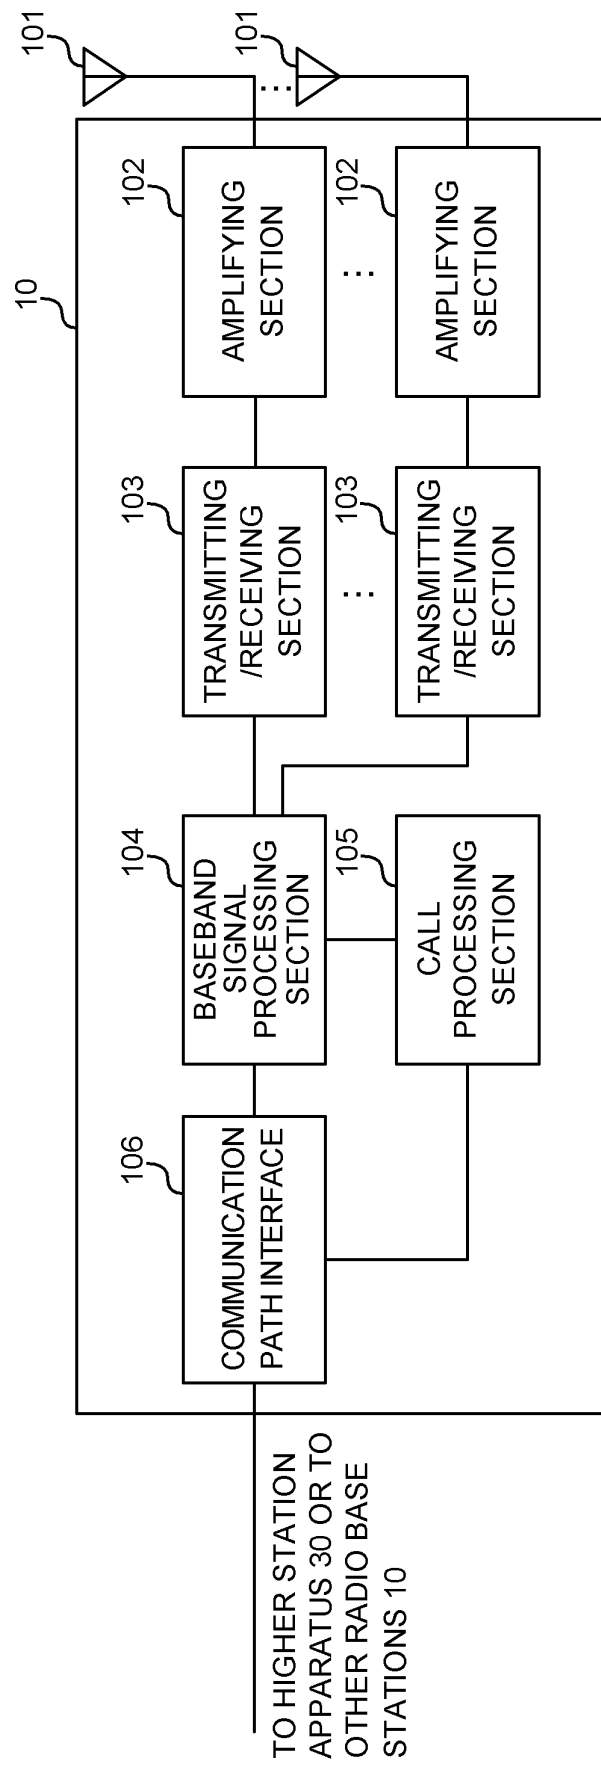 10
101
101
102
AMPLIFYING
SECTION
102
AMPLIFYING
SECTION
...
...
103
TRANSMITTING
/RECEIVING
SECTION
103
TRANSMITTING
/RECEIVING
SECTION
...
104
BASEBAND
SIGNAL
PROCESSING
SECTION
105
CALL
PROCESSING
SECTION
106
COMMUNICATION
PATH INTERFACE
TO HIGHER STATION
APPARATUS 30 OR TO
OTHER RADIO BASE
STATIONS 10